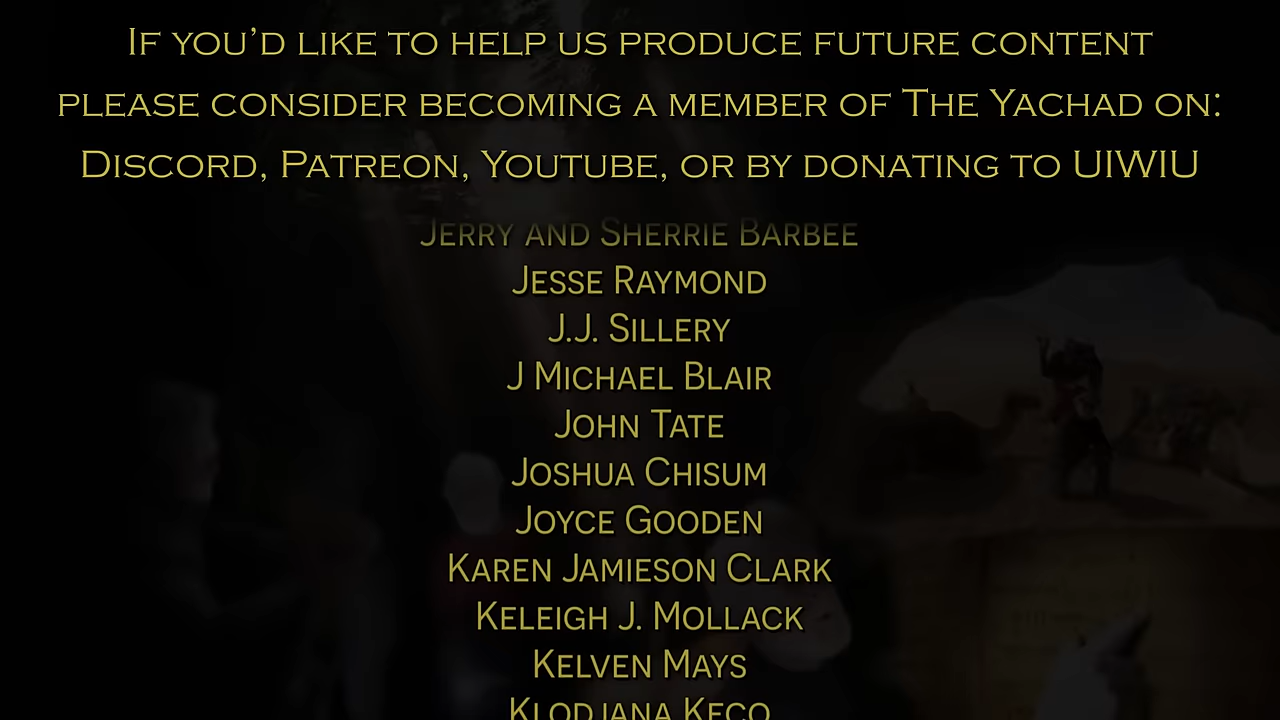 If you’d like to help us produce future content
please consider becoming a member of The Yachad on:
Discord, Patreon, Youtube, or by donating to UIWIU
Jerry and Sherrie Barbee
Jesse Raymond
J.J. Sillery
J Michael Blair
John Tate
Joshua Chisum
Joyce Gooden
Karen Jamieson Clark
Keleigh J. Mollack
Kelven Mays
Klodjana Keco